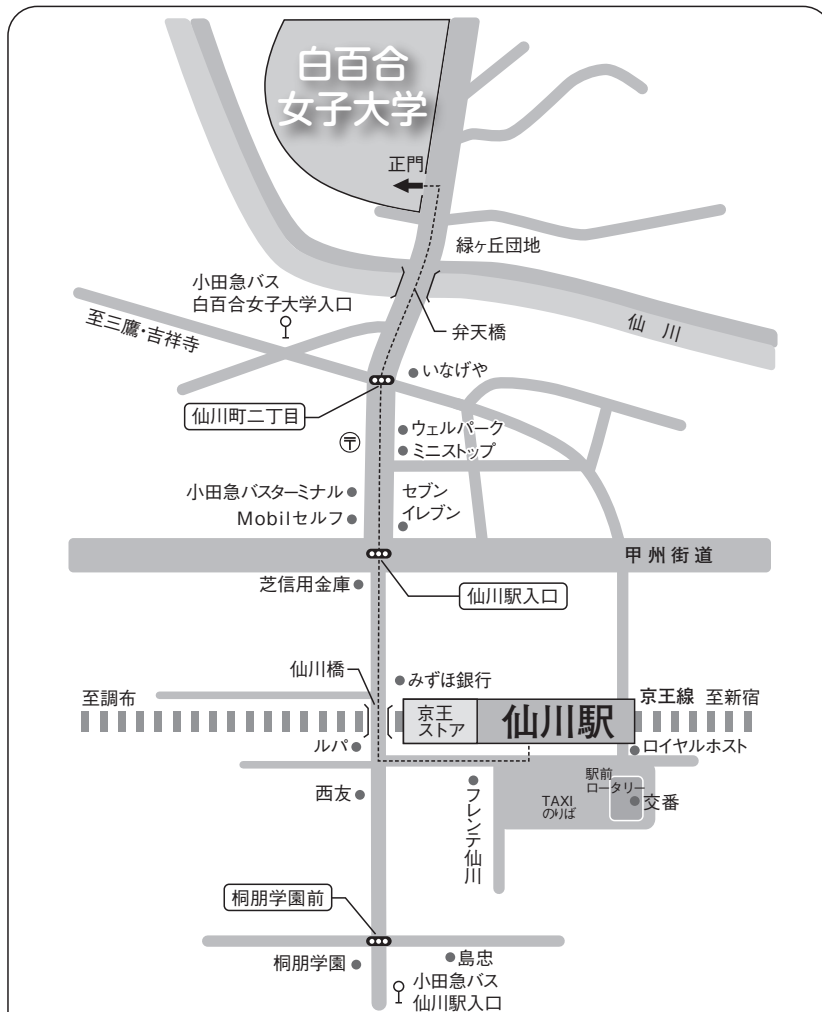 白百合
女子大学
正門
緑ヶ丘団地
小田急バス
白百合女子大学入口
至三鷹・吉祥寺
弁天橋
仙川
いなげや
仙川町二丁目
ウェルパーク
〒
ミニストップ
小田急バスターミナル
セブン
イレブン
Mobilセルフ
甲州街道
芝信用金庫
仙川駅入口
仙川橋
みずほ銀行
至調布
京王
ストア
仙川駅
京王線
至新宿
ルパ
ロイヤルホスト
駅前
ロータリー
西友
フレンテ仙川
TAXI
のりば
交番
桐朋学園前
桐朋学園
島忠
小田急バス
仙川駅入口